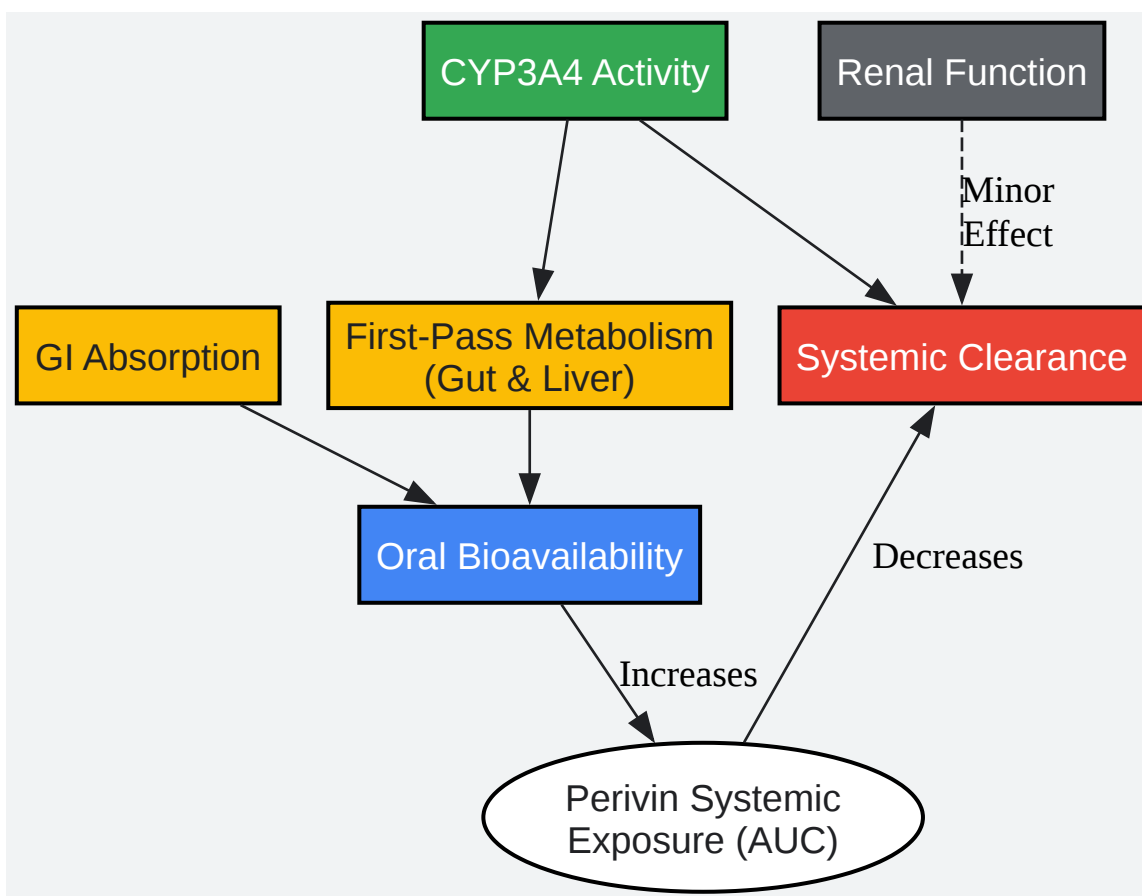 CYP3A4 Activity
Renal Function
Minor
Effect
GI Absorption
First-Pass Metabolism
(Gut & Liver)
Systemic Clearance
Oral Bioavailability
Decreases
Increases
Perivin Systemic
Exposure (AUC)